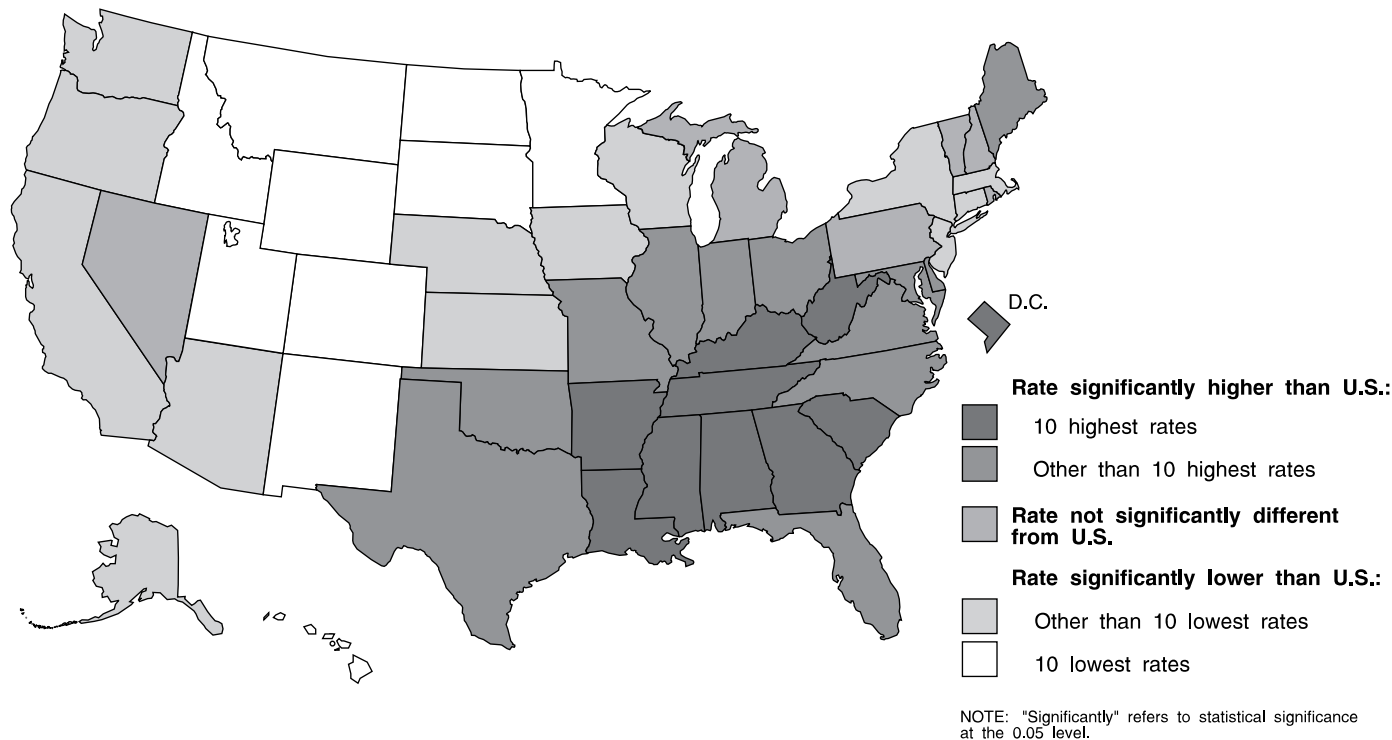 D.C.
Rate significantly higher than U.S.:
10 highest rates
Other than 10 highest rates
Rate not significantly different
from U.S.
Rate significantly lower than U.S.:
Other than 10 lowest rates
10 lowest rates
NOTE: "Significantly" refers to statistical significance
at the 0.05 level.